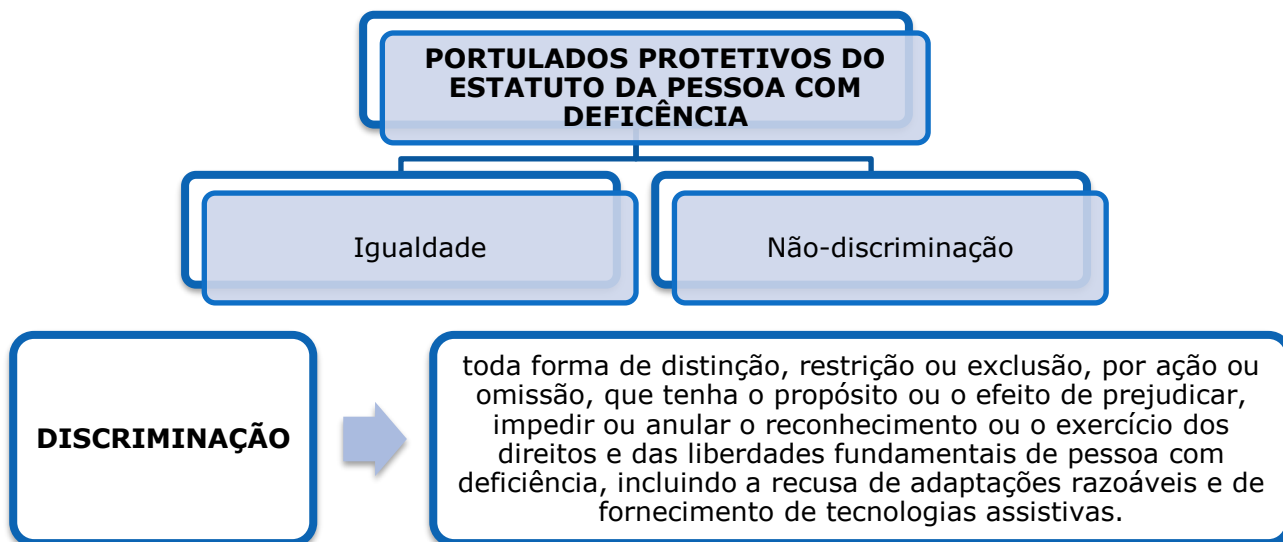 PORTULADOS PROTETIVOS DO
ESTATUTO DA PESSOA COM
DEFICÊNCIA
Igualdade
Não-discriminação
DISCRIMINAÇÃO
toda forma de distinção, restrição ou exclusão, por ação ou
omissão, que tenha o propósito ou o efeito de prejudicar,
impedir ou anular o reconhecimento ou o exercício dos
direitos e das liberdades fundamentais de pessoa com
deficiência, incluindo a recusa de adaptações razoáveis e de
fornecimento de tecnologias assistivas.